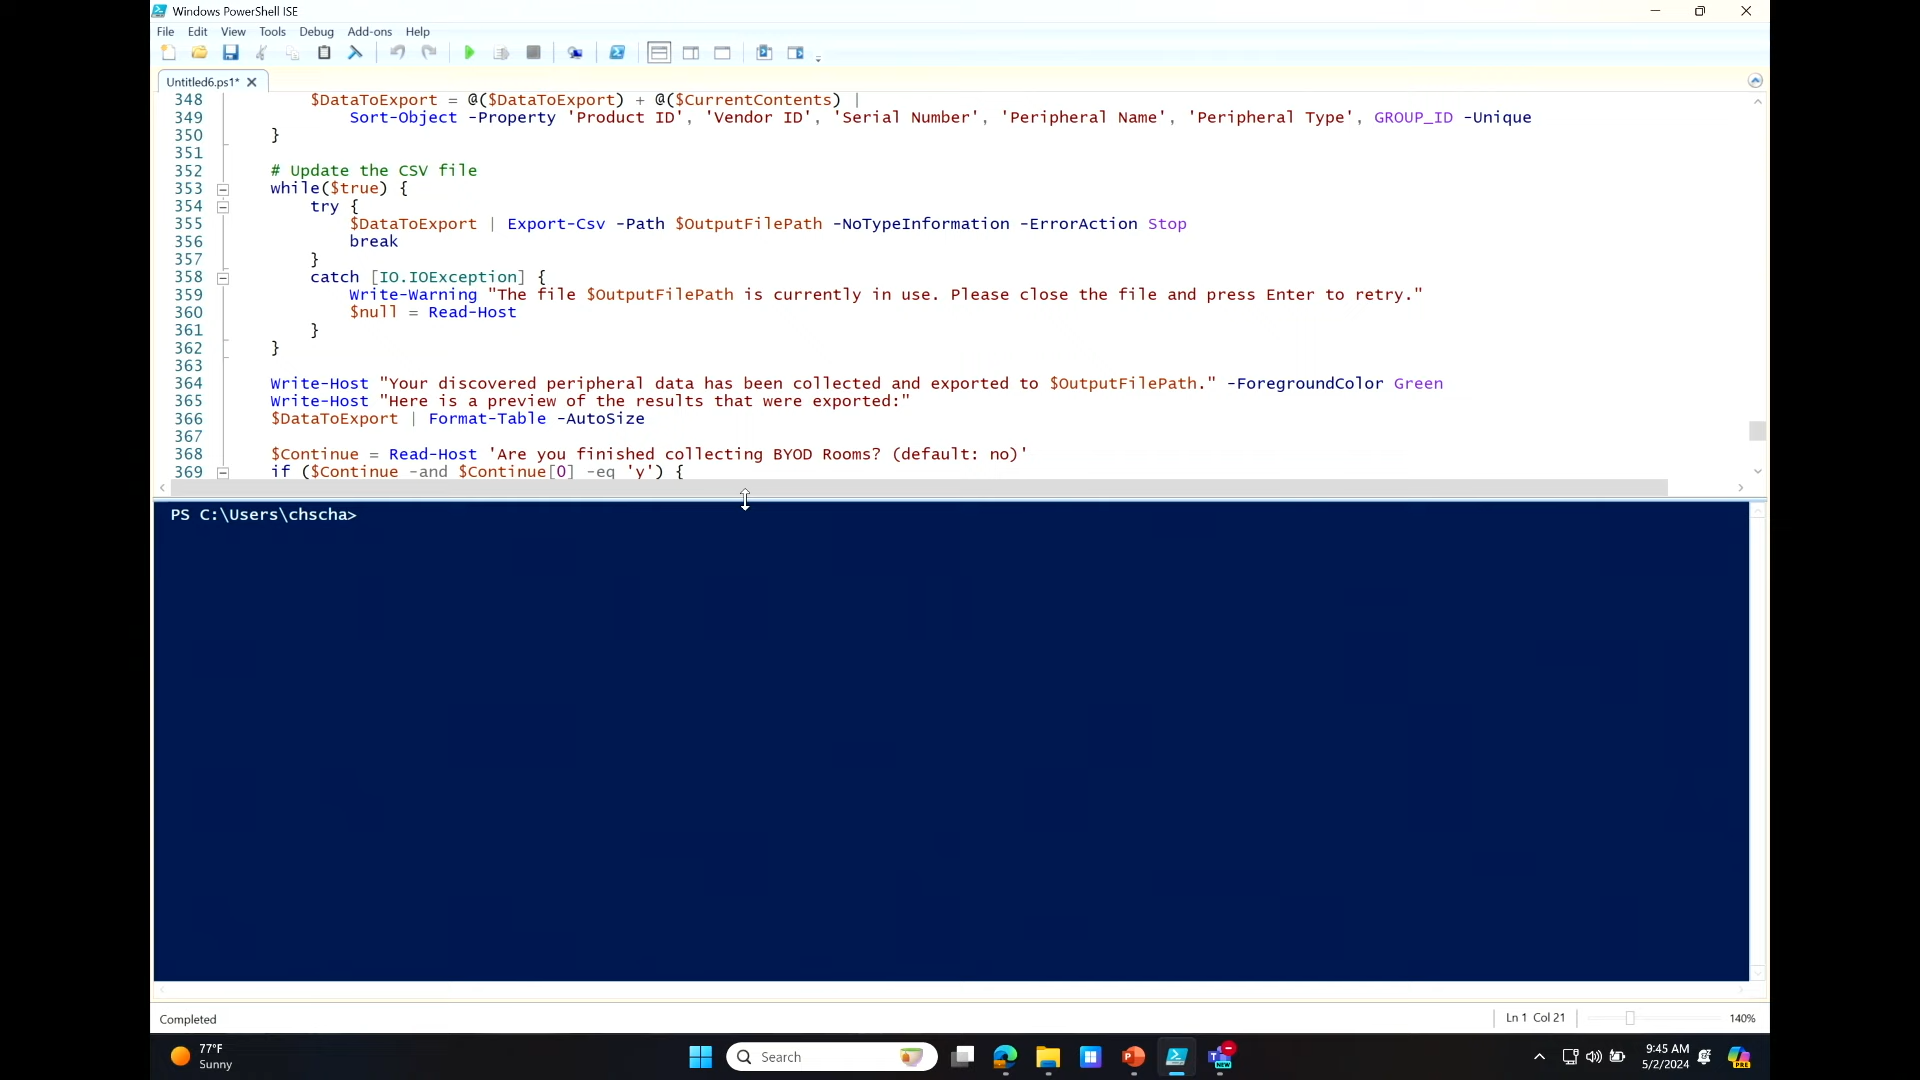 Windows PowerShell ISE
File Edit View Tools Debug Add-ons Help
Untitled6.ps1*
348 $DataToExport = @($DataToExport) + @($CurrentContents) |
349 Sort-Object -Property 'Product ID', 'Vendor ID', 'Serial Number', 'Peripheral Name', 'Peripheral Type', GROUP_ID -Unique
350 }
351
352 # Update the CSV file
353 while($true) {
354 try {
355 $DataToExport | Export-Csv -Path $OutputFilePath -NoTypeInformation -ErrorAction Stop
356 break
357 }
358 catch [IO.IOException] {
359 Write-Warning "The file $OutputFilePath is currently in use. Please close the file and press Enter to retry."
360 $null = Read-Host
361 }
362 }
363
364 Write-Host "Your discovered peripheral data has been collected and exported to $OutputFilePath." -ForegroundColor Green
365 Write-Host "Here is a preview of the results that were exported:"
366 $DataToExport | Format-Table -AutoSize
367
368 $Continue = Read-Host 'Are you finished collecting BYOD Rooms? (default: no)'
369 if ($Continue -and $Continue[0] -eq 'y') {
PS C:\Users\chscha>
Completed
Ln 1 Col 21
140%
77°F
Sunny
Search
NEW
9:45 AM
5/2/2024
PRE